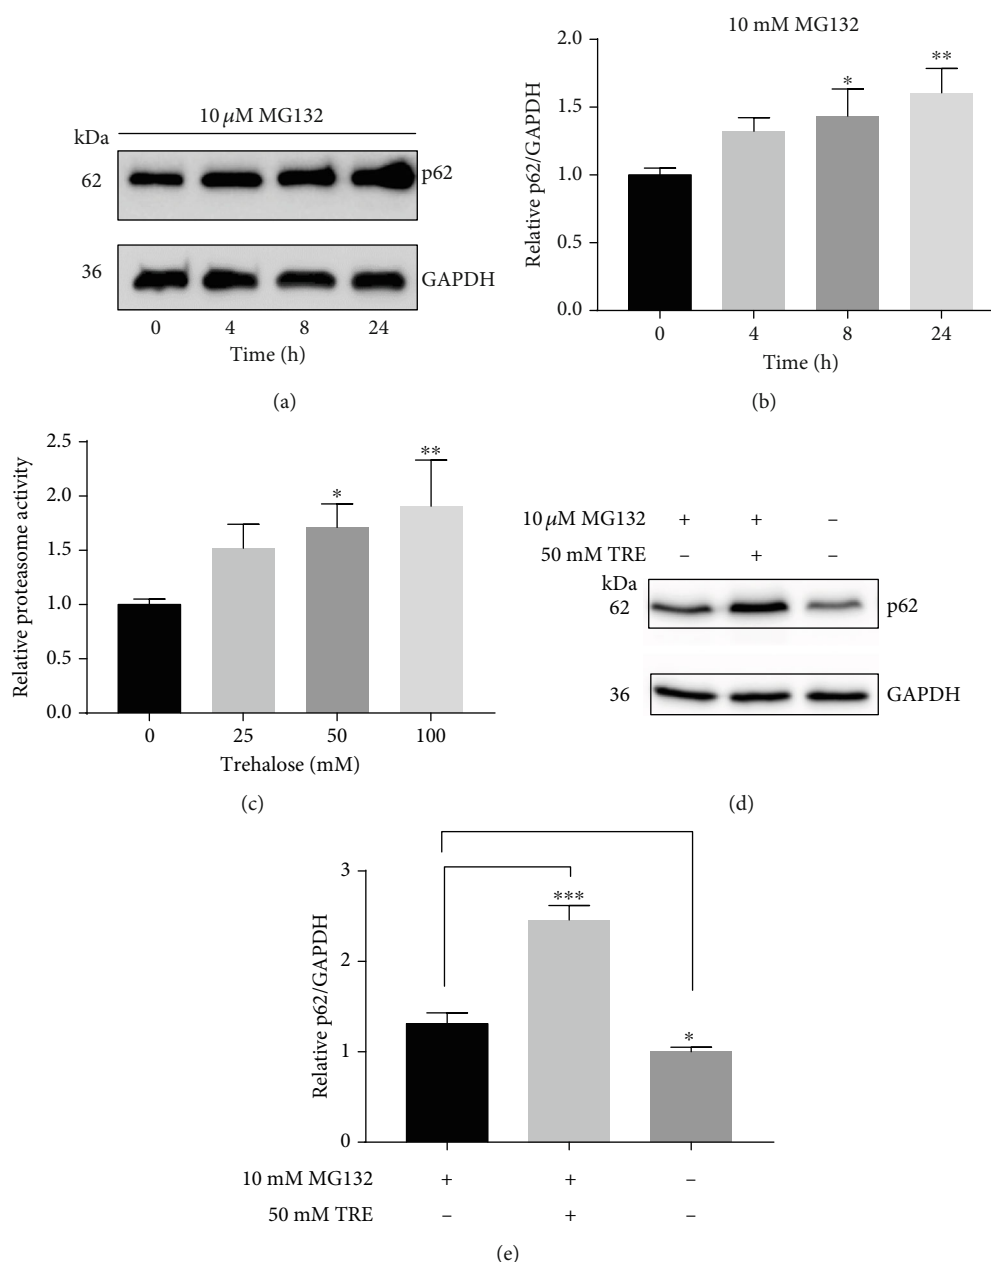 10 µM MG132
kDa
62
p62
36
GAPDH
0 4 8 24
Time (h)
(a)
10 mM MG132
Relative p62/GAPDH
2.0
1.5
1.0
0.5
0.0
*
**
0 4 8 24
Time (h)
(b)
Relative proteasome activity
2.5
2.0
1.5
1.0
0.5
0.0
*
**
0 25 50 100
Trehalose (mM)
(c)
10 µM MG132 + + –
50 mM TRE – + –
kDa
62
p62
36
GAPDH
(d)
Relative p62/GAPDH
3
2
1
0
***
*
10 mM MG132 + + –
50 mM TRE – + –
(e)